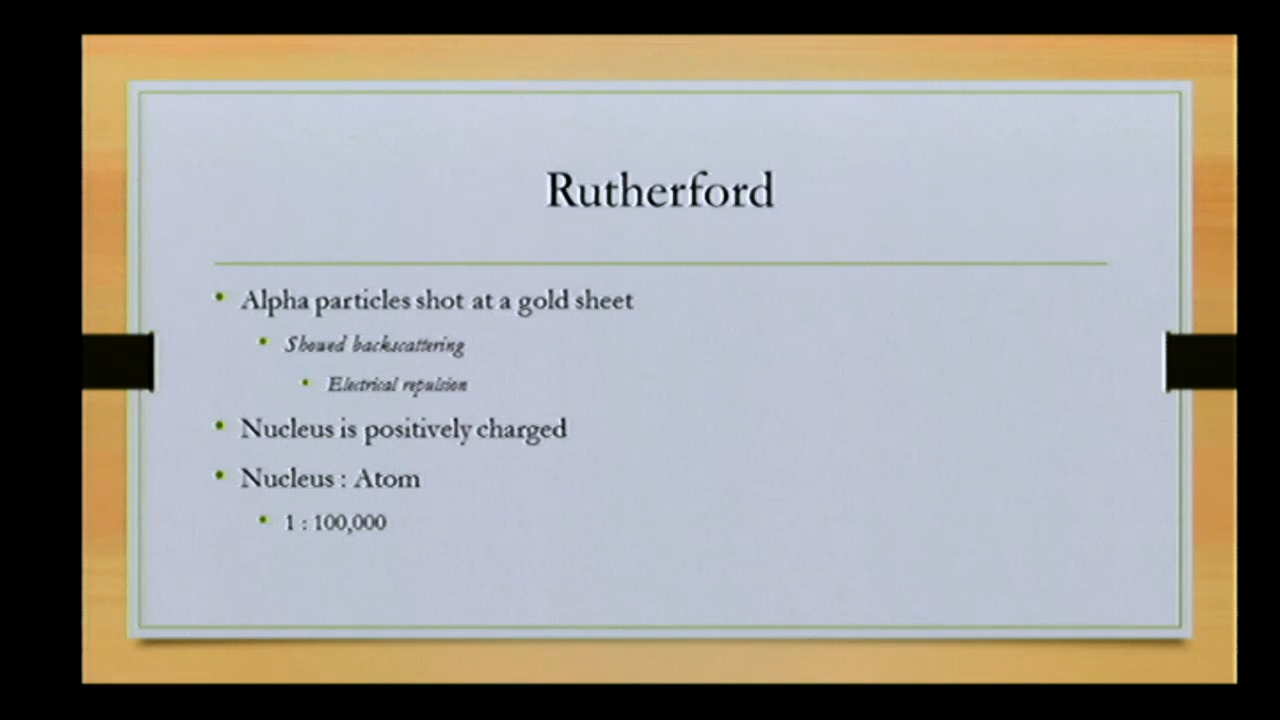 Rutherford
• Alpha particles shot at a gold sheet
• Showed backscattering
• Electrical repulsion
• Nucleus is positively charged
• Nucleus : Atom
• 1 : 100,000